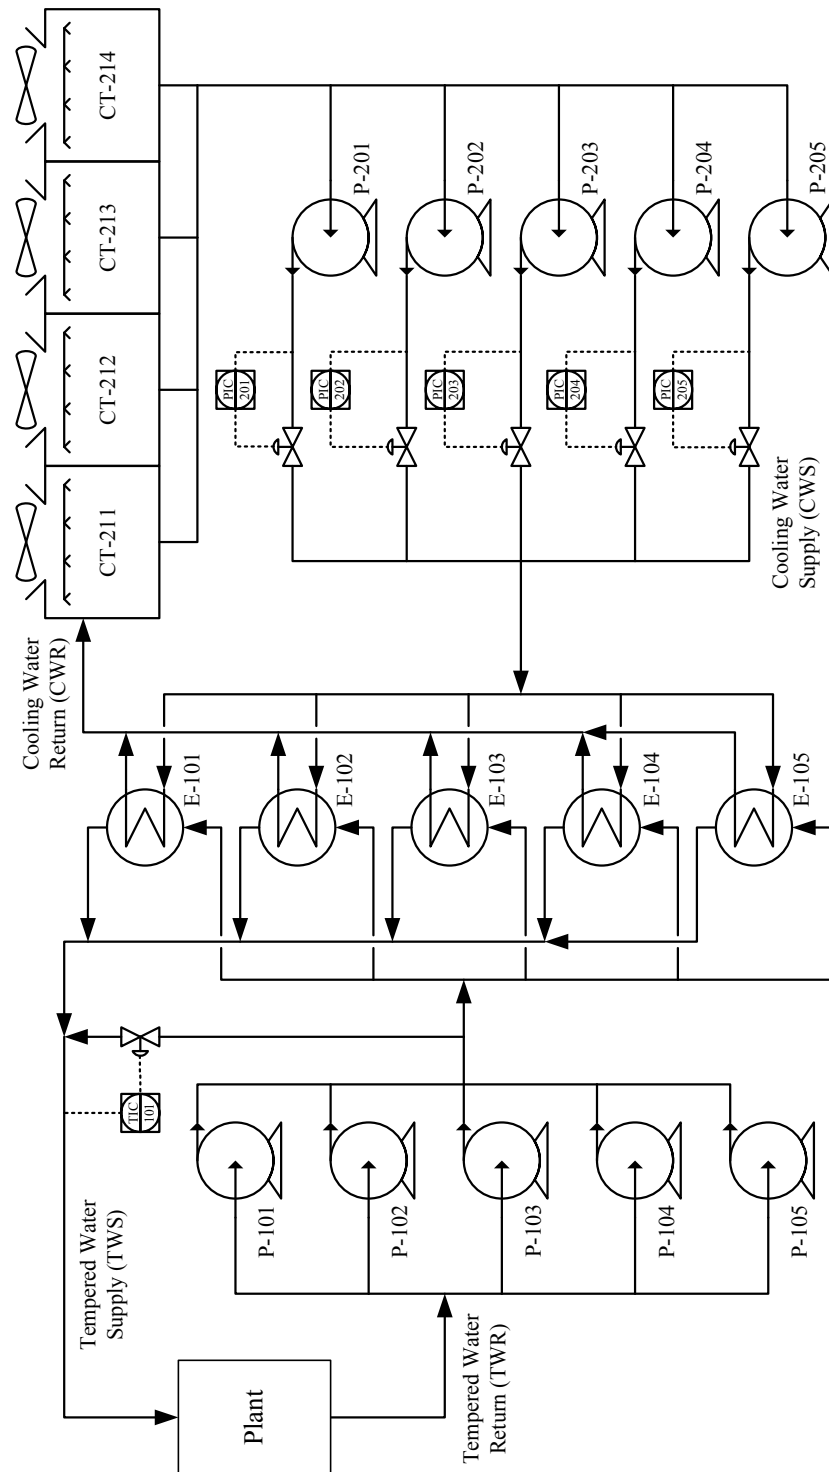 Plant
Tempered Water
Supply (TWS)
Tempered Water
Return (TWR)
TIC
101
P-101
P-102
P-103
P-104
P-105
E-101
E-102
E-103
E-104
E-105
Cooling Water
Return (CWR)
Cooling Water
Supply (CWS)
CT-211
CT-212
CT-213
CT-214
PIC
201
PIC
202
PIC
203
PIC
204
PIC
205
P-201
P-202
P-203
P-204
P-205